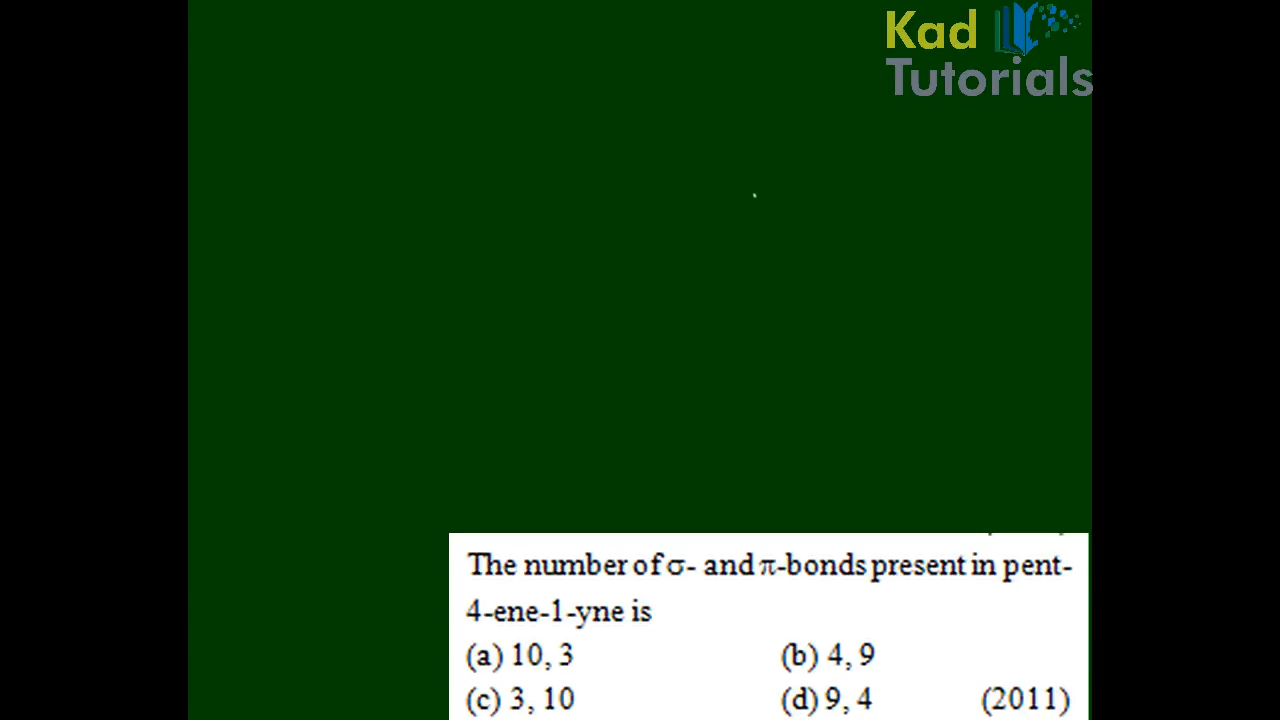 Kad
Tutorials
The number of σ- and π-bonds present in pent-
4-ene-1-yne is
(a) 10, 3 (b) 4, 9
(c) 3, 10 (d) 9, 4 (2011)